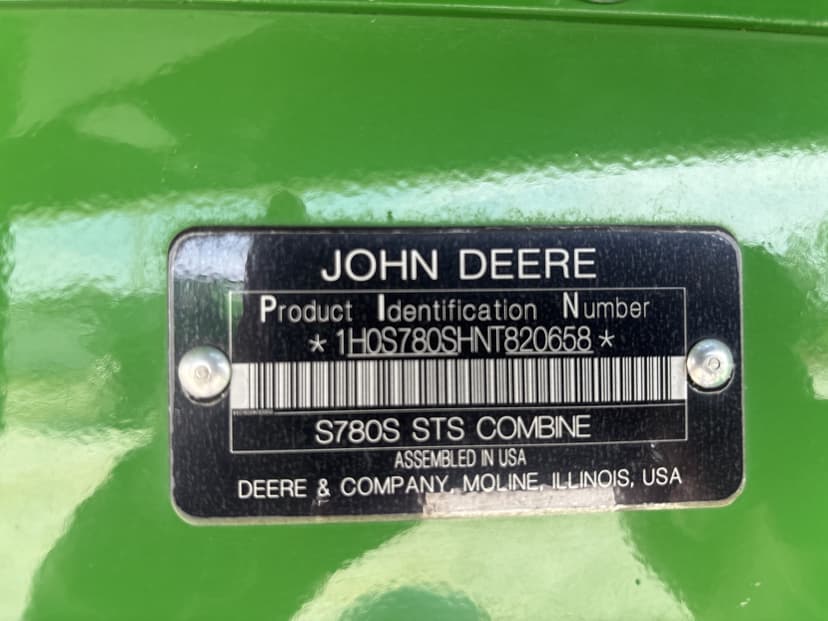 JOHN DEERE
Product Identification Number
* 1H0S780SHNT820658 *
S780S STS COMBINE
ASSEMBLED IN USA
DEERE & COMPANY, MOLINE, ILLINOIS, USA